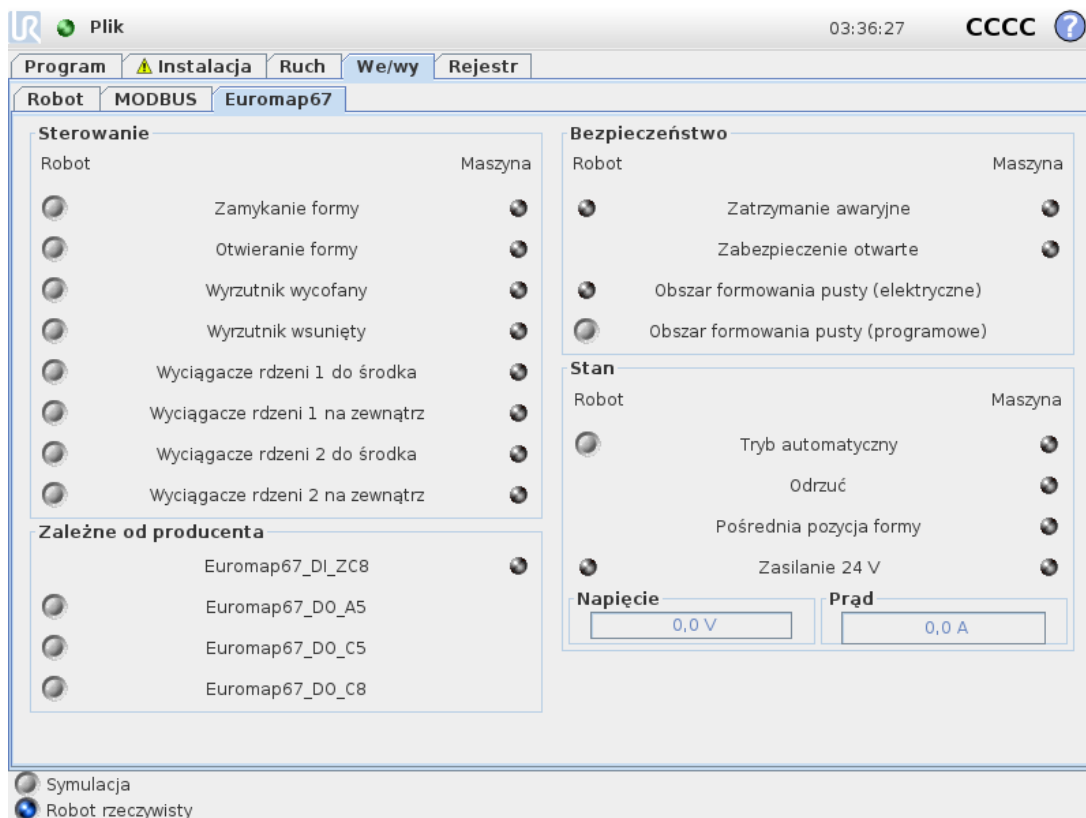 UR Plik 03:36:27 CCCC ?
Program Instalacja Ruch We/wy Rejestr
Robot MODBUS Euromap67
Sterowanie
Robot Maszyna
Zamykanie formy
Otwieranie formy
Wyrzutnik wycofany
Wyrzutnik wsunięty
Wyciągacze rdzeni 1 do środka
Wyciągacze rdzeni 1 na zewnątrz
Wyciągacze rdzeni 2 do środka
Wyciągacze rdzeni 2 na zewnątrz
Zależne od producenta
Euromap67_DI_ZC8
Euromap67_DO_A5
Euromap67_DO_C5
Euromap67_DO_C8
Bezpieczeństwo
Robot Maszyna
Zatrzymanie awaryjne
Zabezpieczenie otwarte
Obszar formowania pusty (elektryczne)
Obszar formowania pusty (programowe)
Stan
Robot Maszyna
Tryb automatyczny
Odrzuć
Pośrednia pozycja formy
Zasilanie 24 V
Napięcie Prąd
0,0 V 0,0 A
Symulacja
Robot rzeczywisty